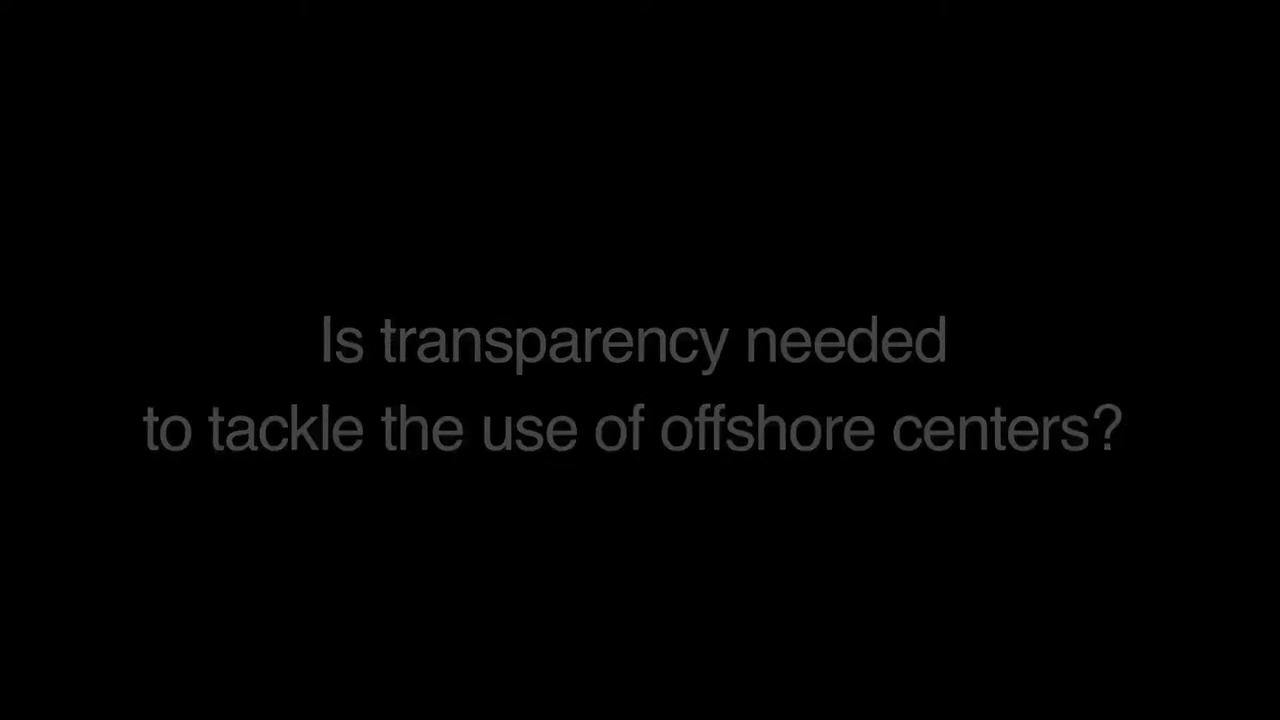 Is transparency needed
to tackle the use of offshore centers?